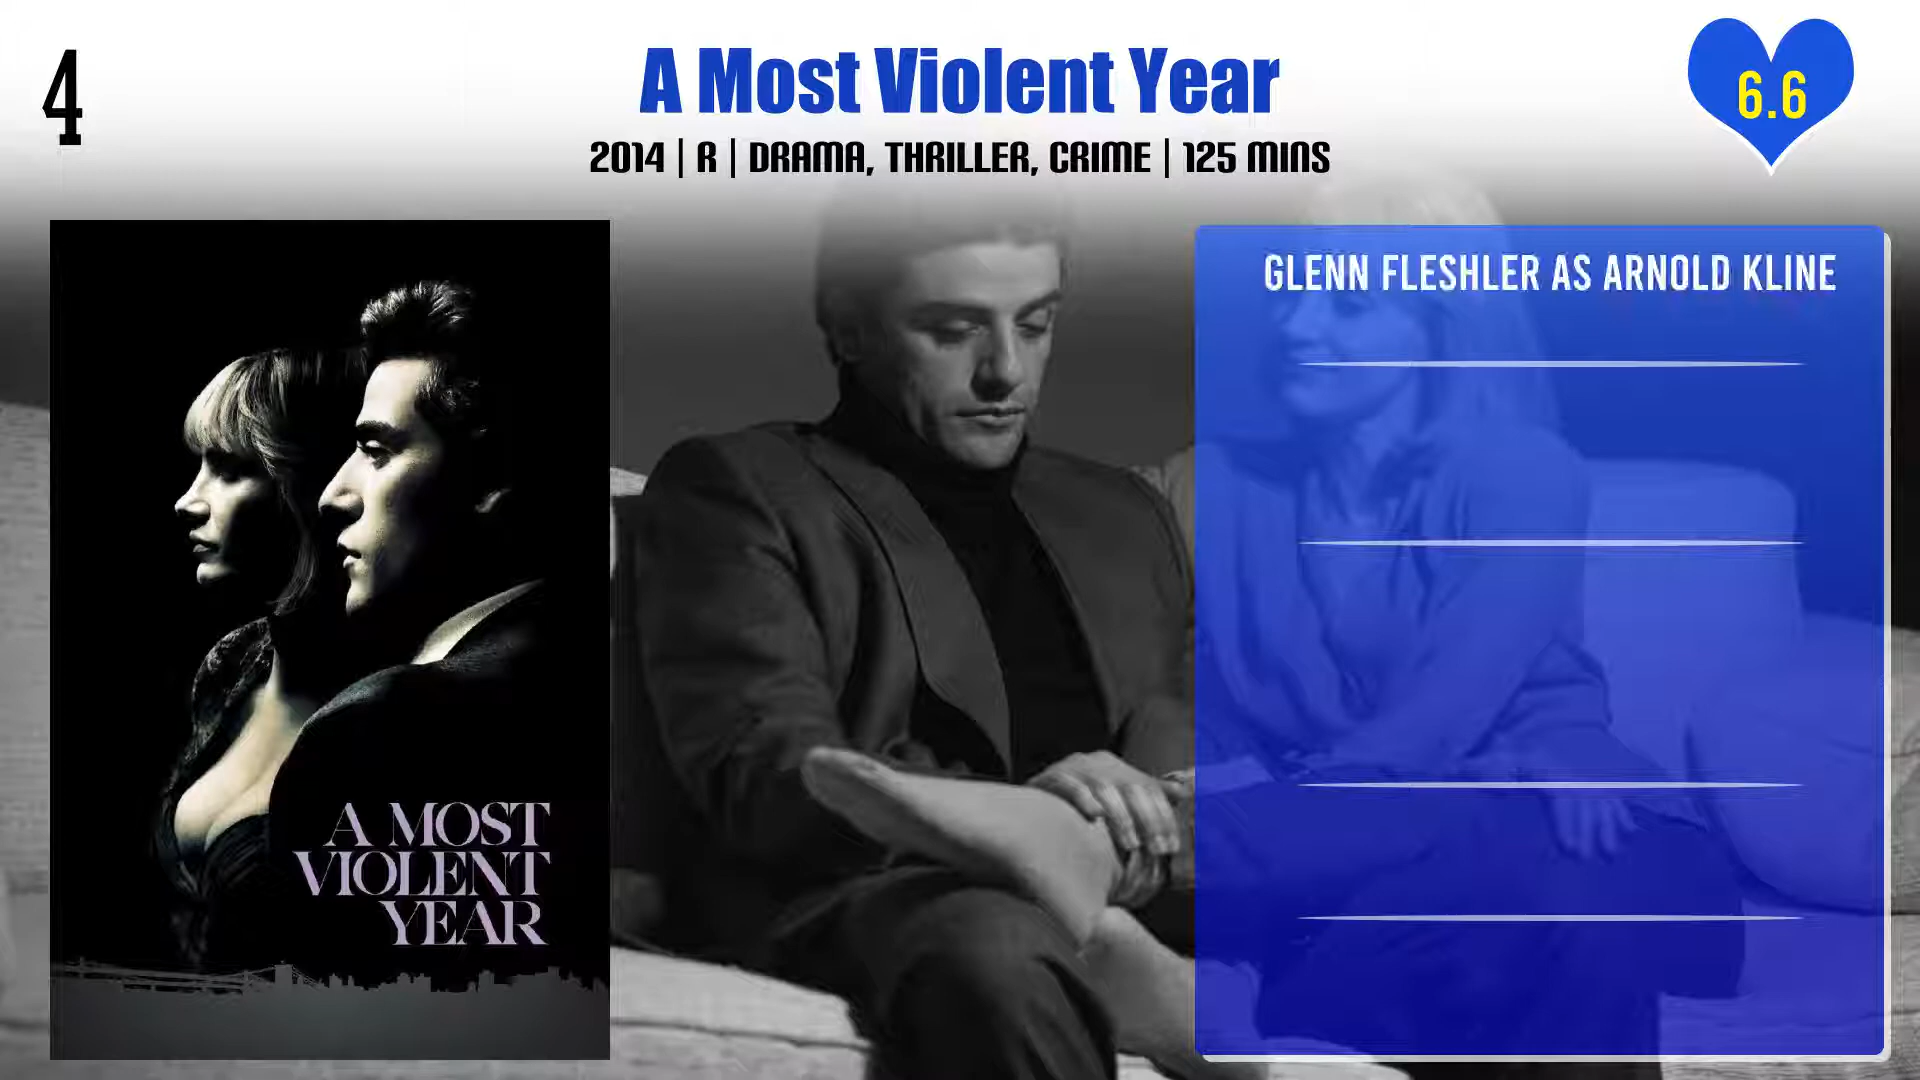 4
A Most Violent Year
2014 | R | DRAMA, THRILLER, CRIME | 125 MINS
6.6
GLENN FLESHLER AS ARNOLD KLINE
A MOST
VIOLENT
YEAR